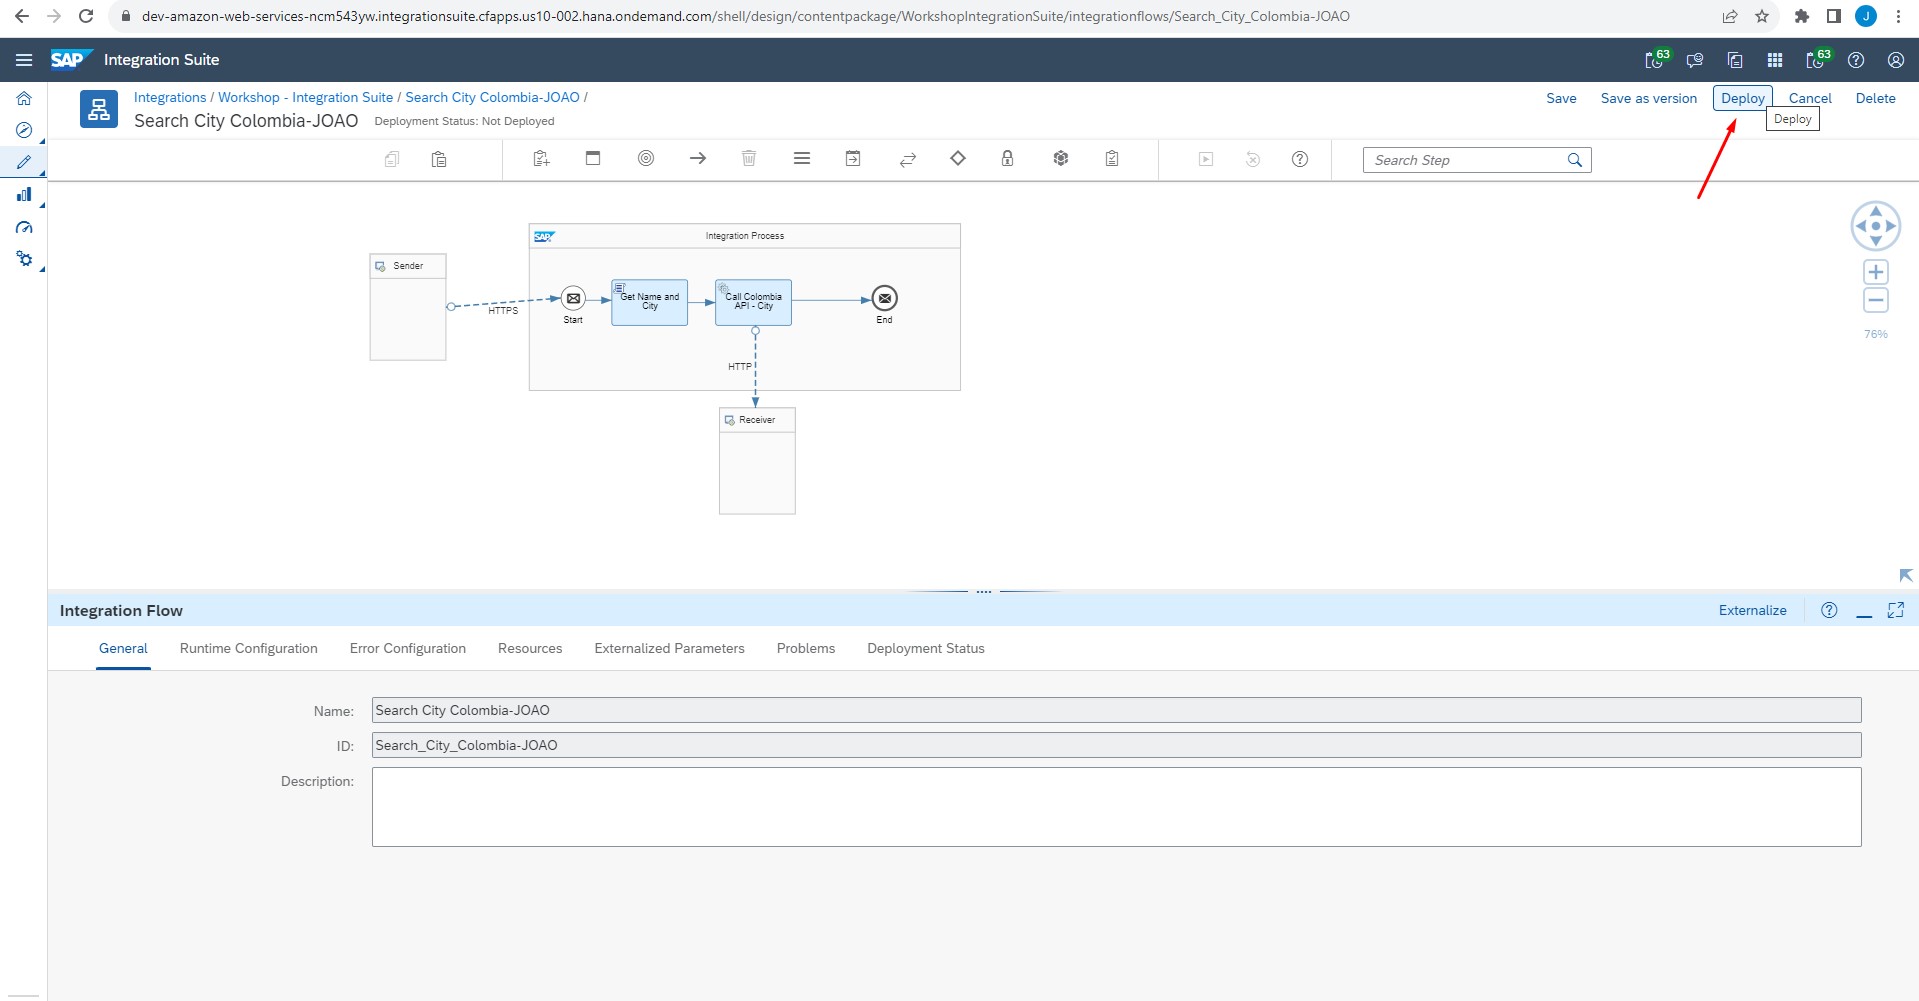 dev-amazon-web-services-ncm543yw.integrationsuite.cfapps.us10-002.hana.ondemand.com/shell/design/contentpackage/WorkshopIntegrationSuite/integrationflows/Search_City_Colombia-JOAO
J
SAP Integration Suite
63
63
Integrations / Workshop - Integration Suite / Search City Colombia-JOAO /
Save Save as version Deploy Cancel Delete
Search City Colombia-JOAO Deployment Status: Not Deployed
Deploy
Search Step
SAP Integration Process
Sender
HTTPS
Start
Get Name and
City
Call Colombia
API - City
End
HTTP
Receiver
76%
Integration Flow
Externalize
General Runtime Configuration Error Configuration Resources Externalized Parameters Problems Deployment Status
Name: Search City Colombia-JOAO
ID: Search_City_Colombia-JOAO
Description: